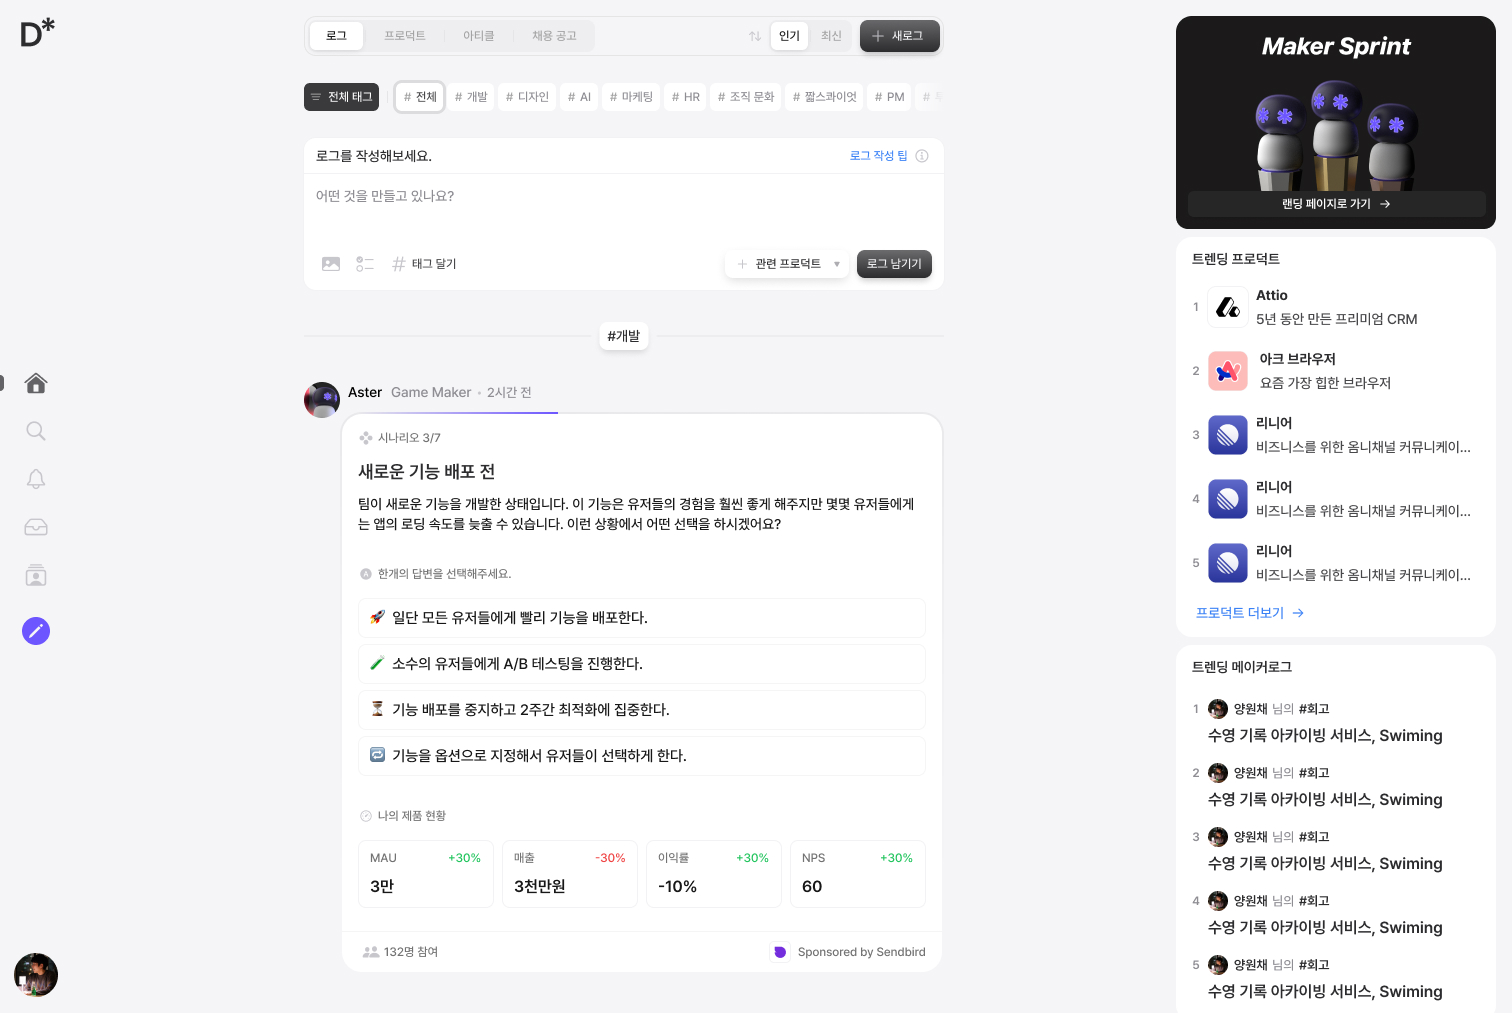 D*
로그
프로덕트
아티클
채용 공고
인기
최신
새로그
전체 태그
# 전체
# 개발
# 디자인
# AI
# 마케팅
# HR
# 조직 문화
# 짧스콰이엇
# PM
로그를 작성해보세요.
로그 작성 팁
어떤 것을 만들고 있나요?
태그 달기
관련 프로덕트
로그 남기기
#개발
Aster Game Maker • 2시간 전
시나리오 3/7
새로운 기능 배포 전
팀이 새로운 기능을 개발한 상태입니다. 이 기능은 유저들의 경험을 훨씬 좋게 해주지만 몇몇 유저들에게
는 앱의 로딩 속도를 늦출 수 있습니다. 이런 상황에서 어떤 선택을 하시겠어요?
A 한개의 답변을 선택해주세요.
일단 모든 유저들에게 빨리 기능을 배포한다.
소수의 유저들에게 A/B 테스팅을 진행한다.
기능 배포를 중지하고 2주간 최적화에 집중한다.
기능을 옵션으로 지정해서 유저들이 선택하게 한다.
나의 제품 현황
MAU +30%
3만
매출 -30%
3천만원
이익률 +30%
-10%
NPS +30%
60
132명 참여
Sponsored by Sendbird
Maker Sprint
랜딩 페이지로 가기 →
트렌딩 프로덕트
1
Attio
5년 동안 만든 프리미엄 CRM
2
아크 브라우저
요즘 가장 힙한 브라우저
3
리니어
비즈니스를 위한 옴니채널 커뮤니케이...
4
리니어
비즈니스를 위한 옴니채널 커뮤니케이...
5
리니어
비즈니스를 위한 옴니채널 커뮤니케이...
프로덕트 더보기 →
트렌딩 메이커로그
1 양원채 님의 #회고
수영 기록 아카이빙 서비스, Swiming
2 양원채 님의 #회고
수영 기록 아카이빙 서비스, Swiming
3 양원채 님의 #회고
수영 기록 아카이빙 서비스, Swiming
4 양원채 님의 #회고
수영 기록 아카이빙 서비스, Swiming
5 양원채 님의 #회고
수영 기록 아카이빙 서비스, Swiming